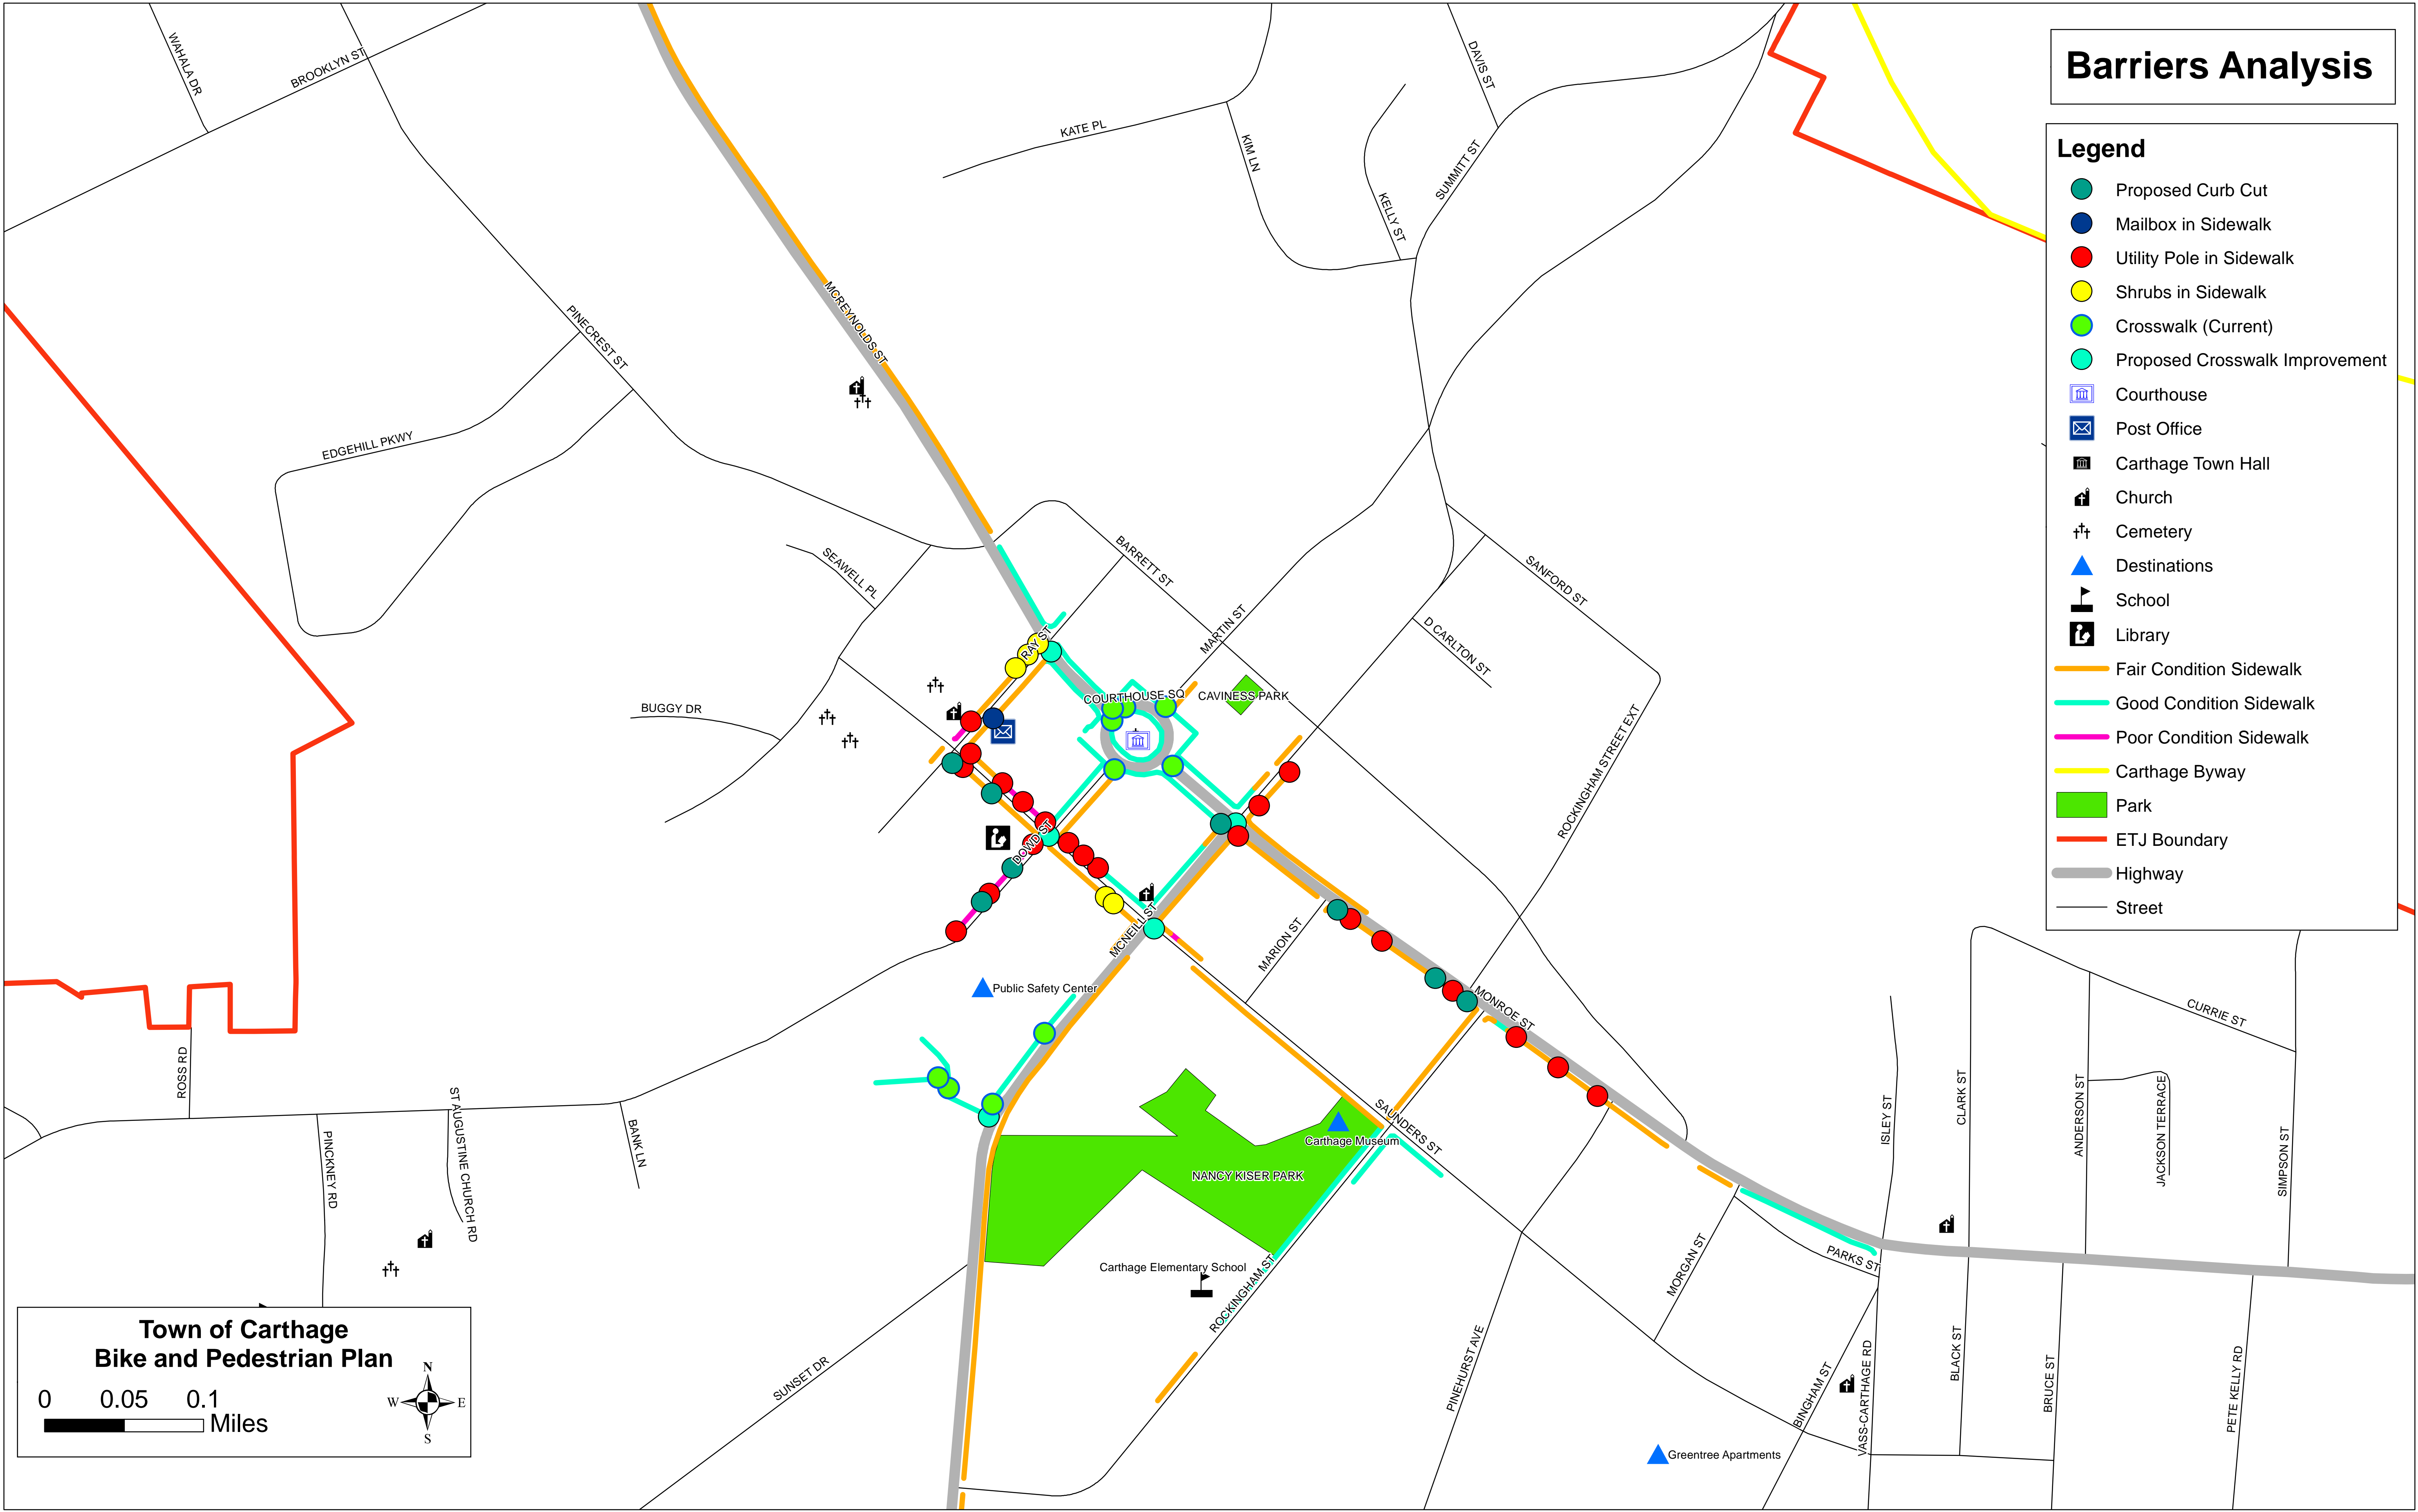 Barriers Analysis
Legend
Proposed Curb Cut
Mailbox in Sidewalk
Utility Pole in Sidewalk
Shrubs in Sidewalk
Crosswalk (Current)
Proposed Crosswalk Improvement
Courthouse
Post Office
Carthage Town Hall
Church
Cemetery
Destinations
School
Library
Fair Condition Sidewalk
Good Condition Sidewalk
Poor Condition Sidewalk
Carthage Byway
Park
ETJ Boundary
Highway
Street
WAHALA DR
BROOKLYN ST
DAVIS ST
KATE PL
KIM LN
SUMMITT ST
KELLY ST
MCREYNOLDS ST
PINECREST ST
EDGEHILL PKWY
SEAWELL PL
BARRETT ST
SANFORD ST
MARTIN ST
D CARLTON ST
RAY ST
COURTHOUSE SQ
CAVINESS PARK
BUGGY DR
ROCKINGHAM STREET EXT
DOWD ST
MCNEILL ST
MARION ST
Public Safety Center
MONROE ST
CURRIE ST
ROSS RD
ST AUGUSTINE CHURCH RD
PINCKNEY RD
BANK LN
SAUNDERS ST
Carthage Museum
NANCY KISER PARK
ISLEY ST
CLARK ST
ANDERSON ST
JACKSON TERRACE
SIMPSON ST
Carthage Elementary School
ROCKINGHAM ST
MORGAN ST
PARKS ST
SUNSET DR
PINEHURST AVE
BINGHAM ST
VASS-CARTHAGE RD
BLACK ST
BRUCE ST
PETE KELLY RD
Greentree Apartments
Town of Carthage
Bike and Pedestrian Plan
N
W
E
S
0 0.05 0.1
Miles